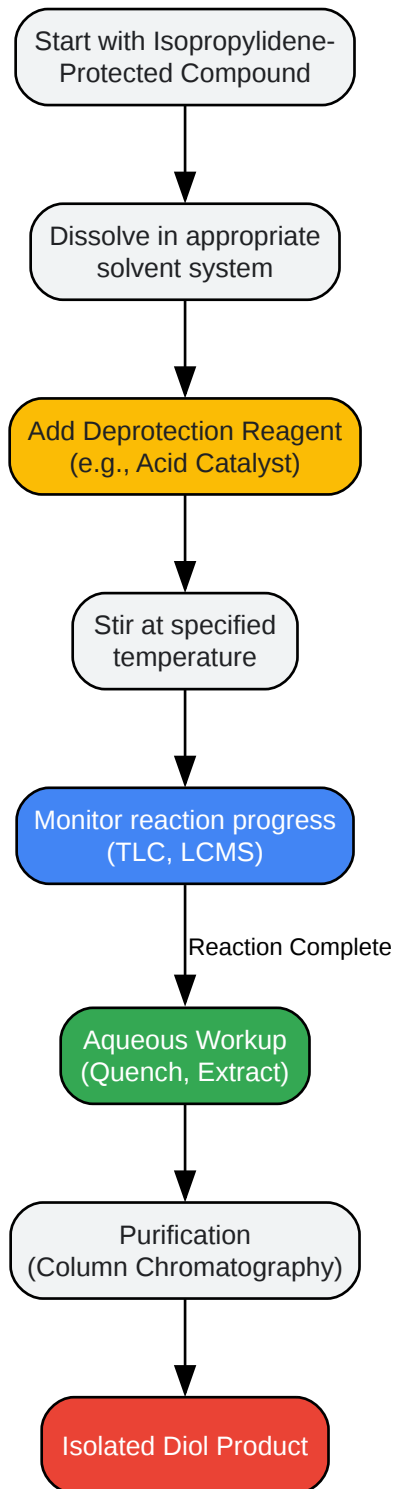 Start with Isopropylidene-
Protected Compound
Dissolve in appropriate
solvent system
Add Deprotection Reagent
(e.g., Acid Catalyst)
Stir at specified
temperature
Monitor reaction progress
(TLC, LCMS)
Reaction Complete
Aqueous Workup
(Quench, Extract)
Purification
(Column Chromatography)
Isolated Diol Product